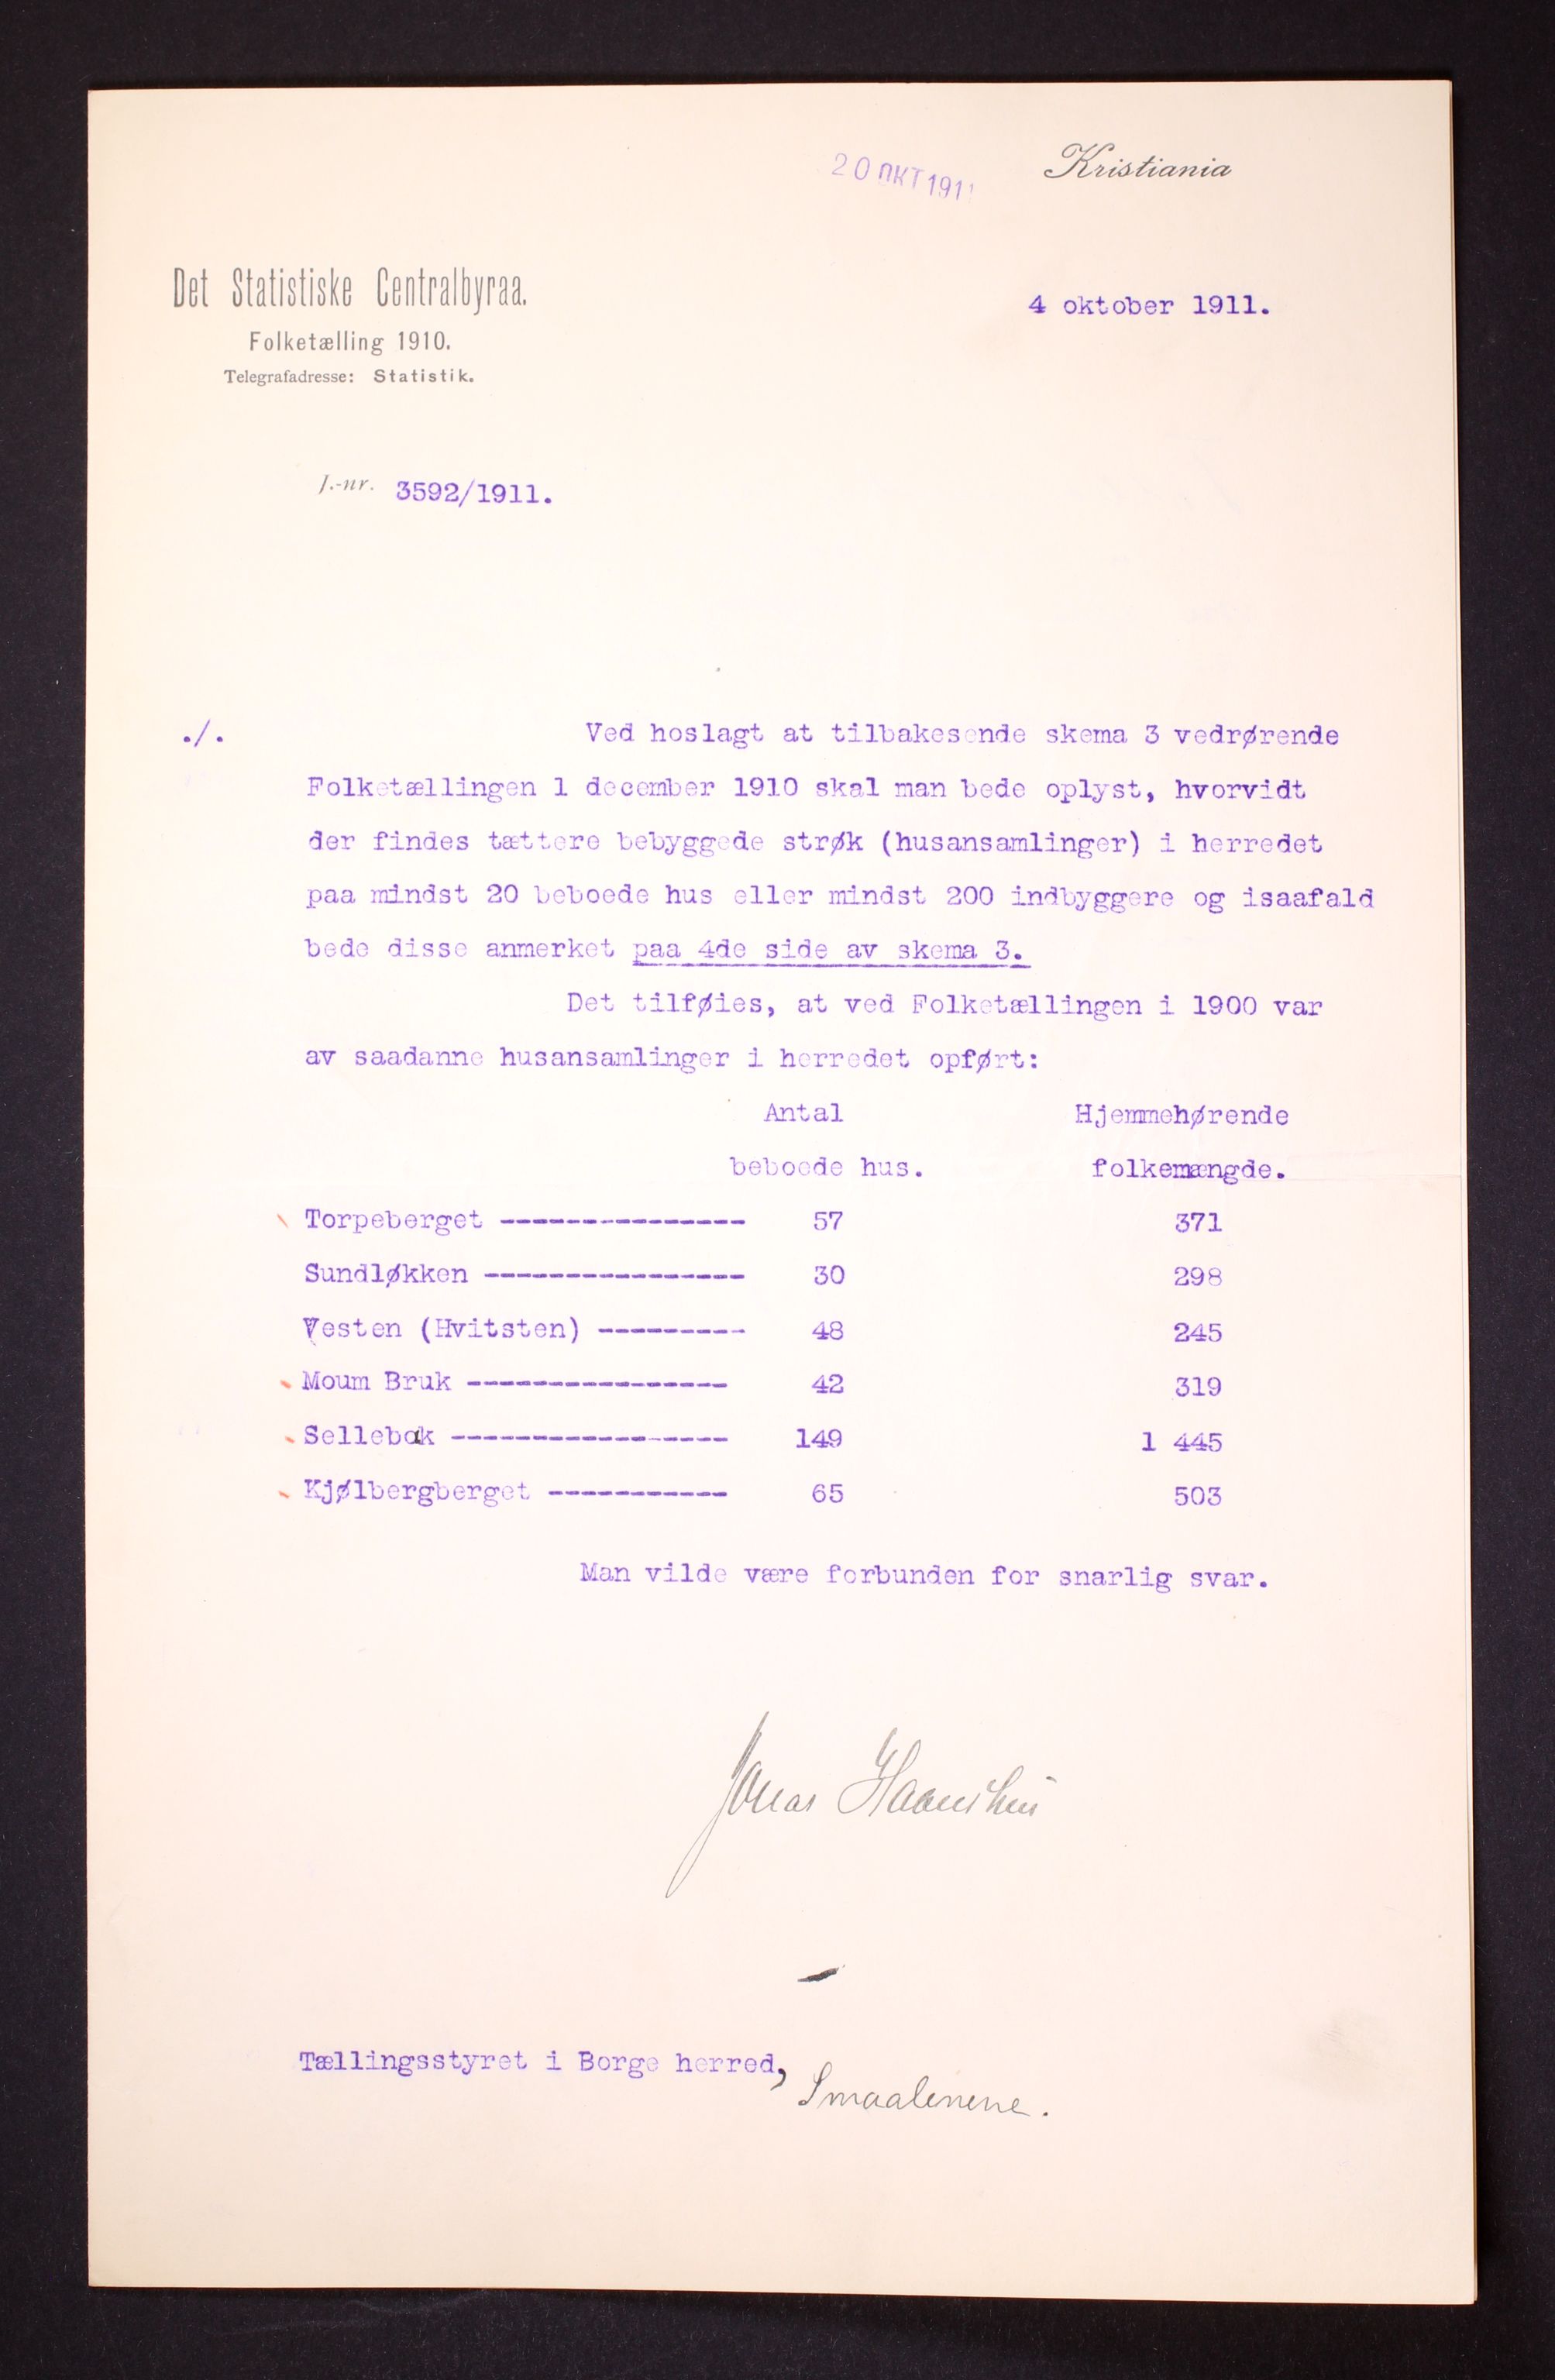 20 OKT 1911
Kristiania
Det Statistiske Centralbyraa.
Folketælling 1910.
Telegrafadresse: Statistik.
4 oktober 1911.
J.-nr. 3592/1911.
./. Ved hoslagt at tilbakesende skema 3 vedrørende
Folketællingen 1 december 1910 skal man bede oplyst, hvorvidt
der findes tættere bebyggede strøk (husansamlinger) i herredet
paa mindst 20 beboede hus eller mindst 200 indbyggere og isaafald
bede disse anmerket paa 4de side av skema 3.
Det tilføies, at ved Folketællingen i 1900 var
av saadanne husansamlinger i herredet opført:
Antal Hjemmehørende
beboede hus. folkemængde.
Torpeberget --------------- 57 371
Sundløkken ---------------- 30 298
Vesten (Hvitsten) --------- 48 245
Moum Bruk ---------------- 42 319
Sellebak ----------------- 149 1 445
Kjølbergberget ----------- 65 503
Man vilde være forbunden for snarlig svar.
Jonas
Tællingsstyret i Borge herred,
Smaalenene.